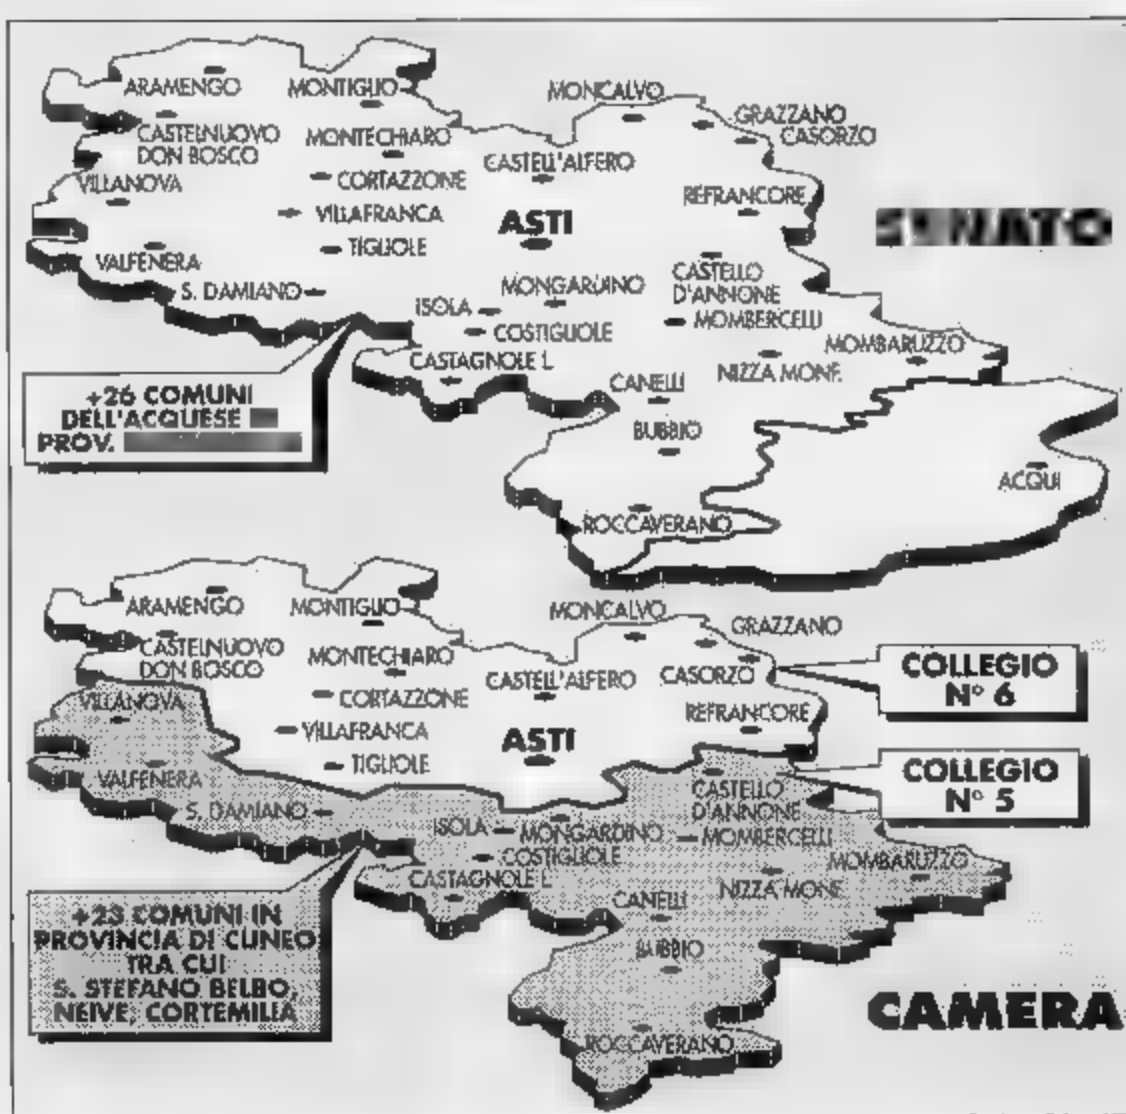 ARAMENGO
MONTIGLIO
MONCALVO
GRAZZANO
CASORZO
CASTELNUOVO
DON BOSCO
MONTECHIARO
CASTELL'ALFERO
VILLANOVA
CORTAZZONE
REFRANCORE
VILLAFRANCA
ASTI
SENATO
TIGLIOLE
VALFENERA
CASTELLO
D'ANNONE
S. DAMIANO
MONGARDINO
ISOLA
COSTIGLIOLE
MOMBERCELLI
CASTAGNOLE L.
MOMBARUZZO
NIZZA MONF.
CANELLI
+26 COMUNI
DELL'ACQUESE
PROV.
BUBBIO
ACQUI
ROCCAVERANO
ARAMENGO
MONTIGLIO
MONCALVO
GRAZZANO
CASTELNUOVO
DON BOSCO
MONTECHIARO
CASORZO
CASTELL'ALFERO
COLLEGIO
N° 6
VILLANOVA
CORTAZZONE
REFRANCORE
VILLAFRANCA
ASTI
TIGLIOLE
COLLEGIO
N° 5
VALFENERA
CASTELLO
D'ANNONE
S. DAMIANO
ISOLA
MONGARDINO
MOMBERCELLI
COSTIGLIOLE
MOMBARUZZO
CASTAGNOLE L.
NIZZA MONF.
CANELLI
+23 COMUNI IN
PROVINCIA DI CUNEO
TRA CUI
S. STEFANO BELBO,
NEIVE, CORTEMILIA
BUBBIO
CAMERA
ROCCAVERANO